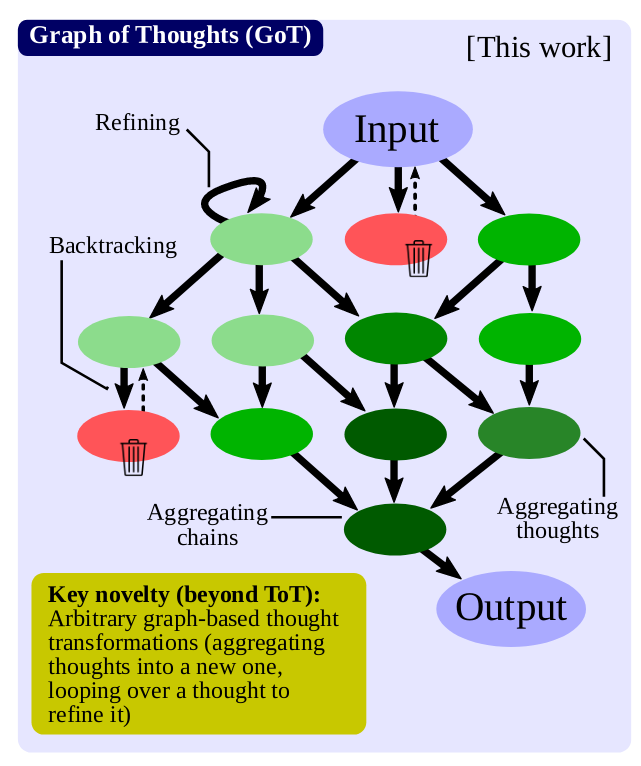 Graph of Thoughts (GoT)
[This work]
Refining
Input
Backtracking
Aggregating
chains
Aggregating
thoughts
Output
Key novelty (beyond ToT):
Arbitrary graph-based thought
transformations (aggregating
thoughts into a new one,
looping over a thought to
refine it)